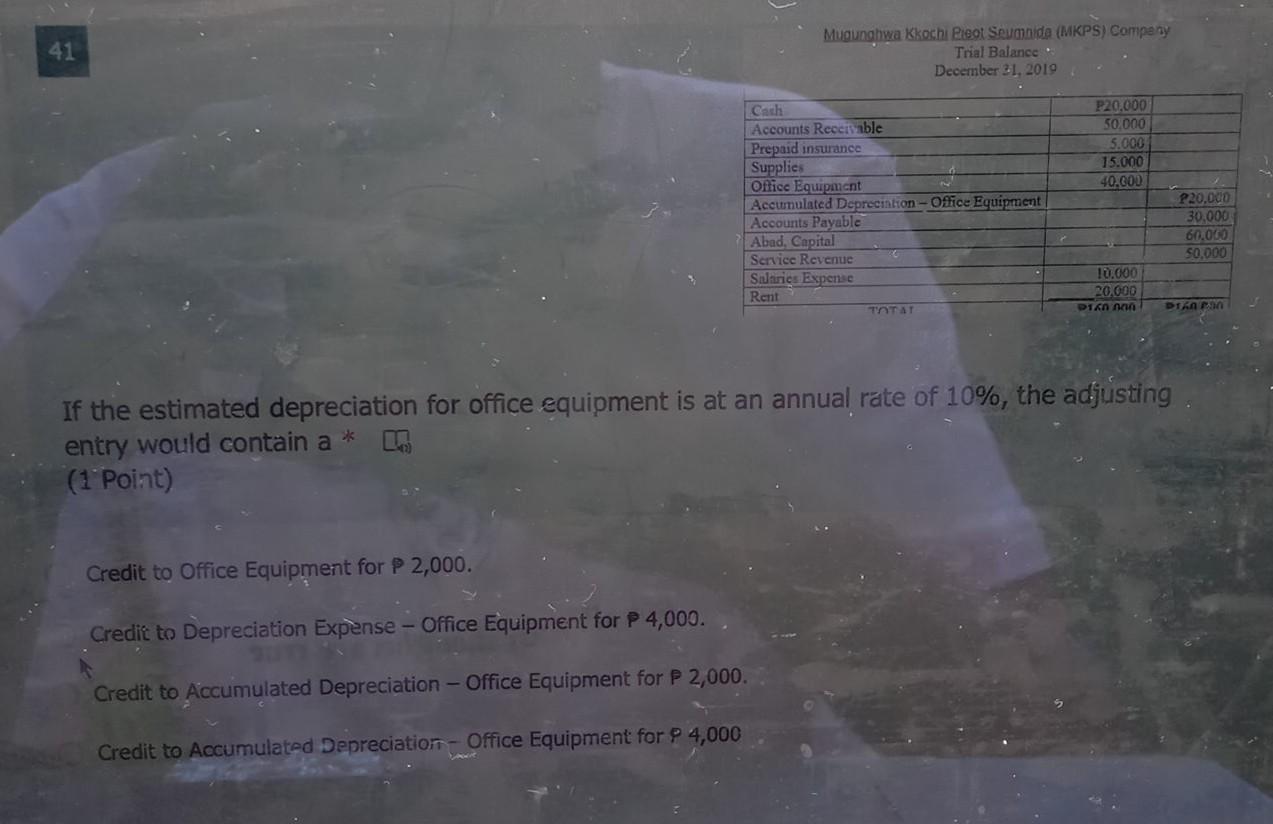 41
Mugunghwa Kkochi Pieot Seumnida (MKPS) Company
Trial Balance
December 31, 2019
Cash ₱20,000
Accounts Receivable 50,000
Prepaid insurance 5,000
Supplies 15,000
Office Equipment 40,000
Accumulated Depreciation – Office Equipment ₱20,000
Accounts Payable 30,000
Abad, Capital 60,000
Service Revenue 50,000
Salaries Expense 10,000
Rent 20,000
TOTAL ₱160,000
If the estimated depreciation for office equipment is at an annual rate of 10%, the adjusting
entry would contain a *
(1 Point)
Credit to Office Equipment for ₱ 2,000.
Credit to Depreciation Expense – Office Equipment for ₱ 4,000.
Credit to Accumulated Depreciation – Office Equipment for ₱ 2,000.
Credit to Accumulated Depreciation – Office Equipment for ₱ 4,000